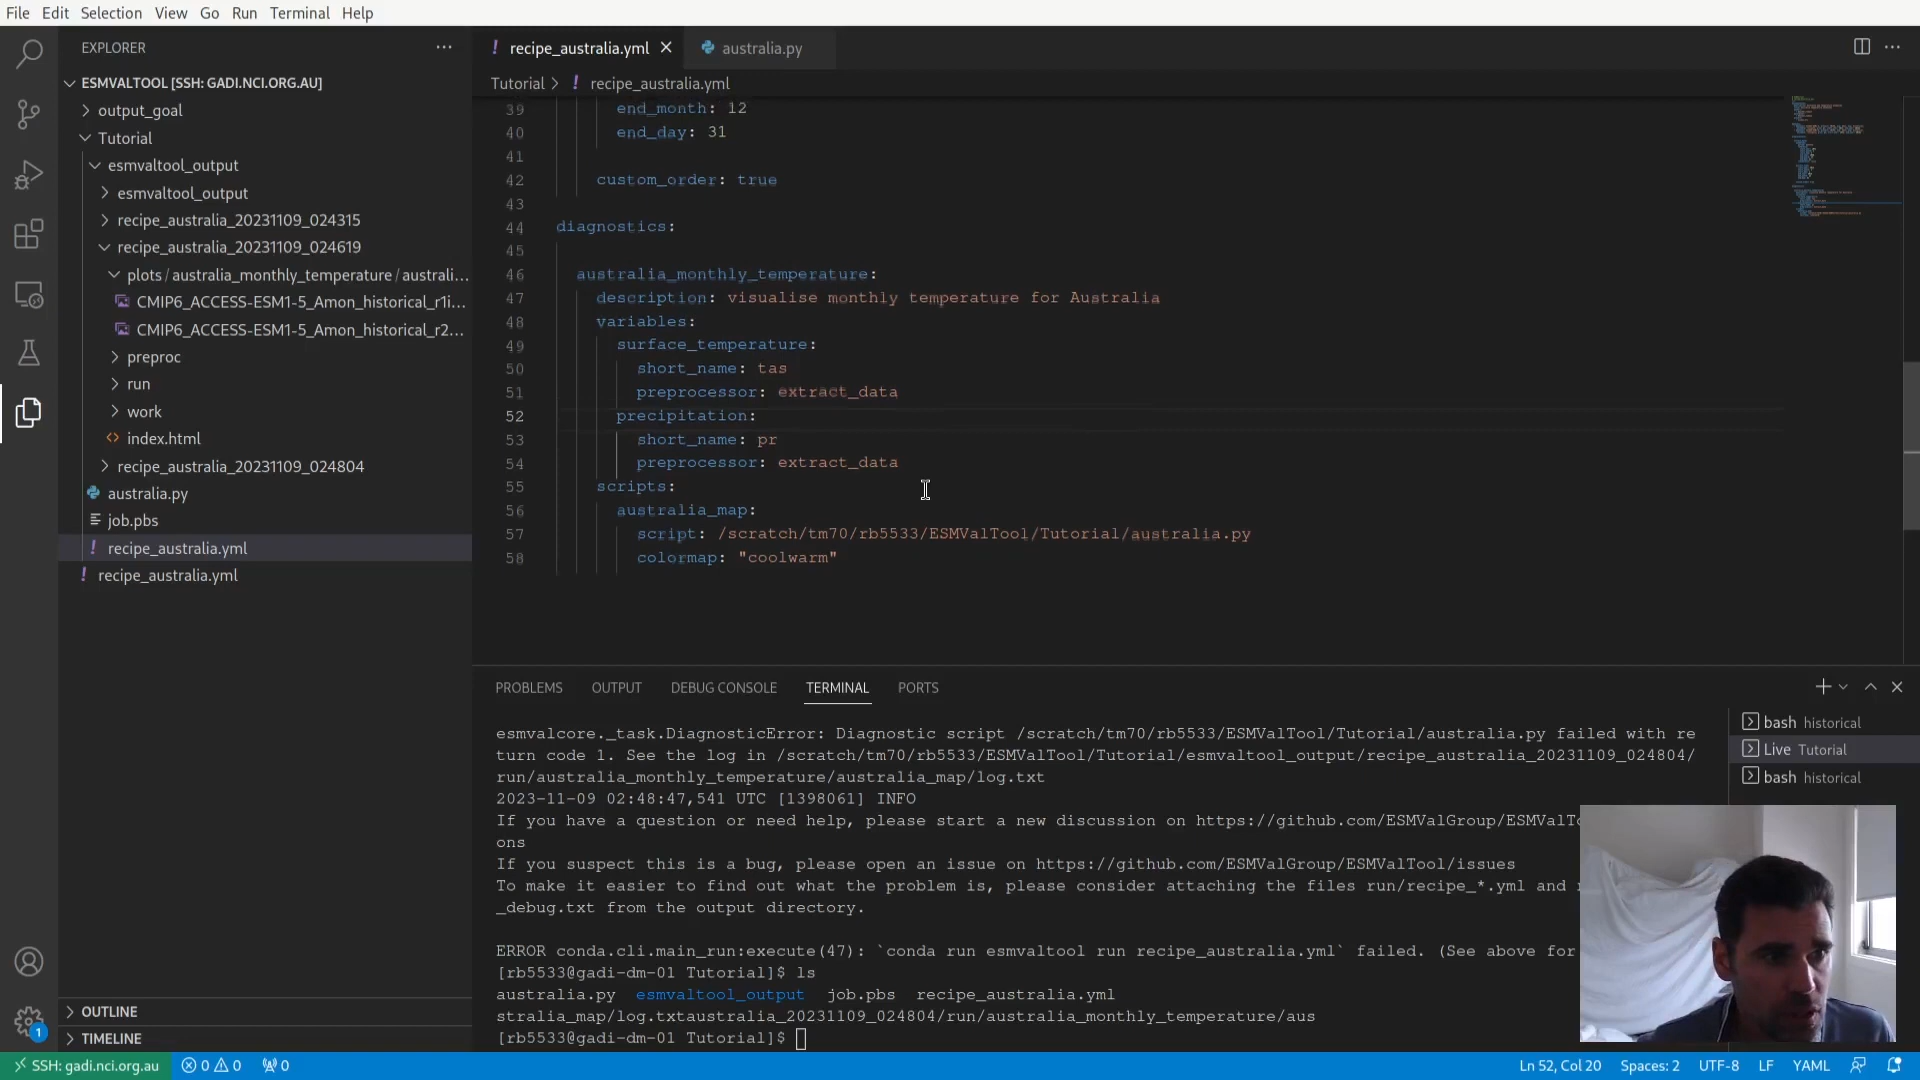 File Edit Selection View Go Run Terminal Help
EXPLORER
ESMVALTOOL [SSH: GADI.NCI.ORG.AU]
output_goal
Tutorial
esmvaltool_output
esmvaltool_output
recipe_australia_20231109_024315
recipe_australia_20231109_024619
plots / australia_monthly_temperature / australi...
CMIP6_ACCESS-ESM1-5_Amon_historical_r1i...
CMIP6_ACCESS-ESM1-5_Amon_historical_r2...
preproc
run
work
index.html
recipe_australia_20231109_024804
australia.py
job.pbs
recipe_australia.yml
recipe_australia.yml
OUTLINE
TIMELINE
recipe_australia.yml australia.py
Tutorial > ! recipe_australia.yml
39 end_month: 12
40 end_day: 31
41
42 custom_order: true
43
44 diagnostics:
45
46 australia_monthly_temperature:
47 description: visualise monthly temperature for Australia
48 variables:
49 surface_temperature:
50 short_name: tas
51 preprocessor: extract_data
52 precipitation:
53 short_name: pr
54 preprocessor: extract_data
55 scripts:
56 australia_map:
57 script: /scratch/tm70/rb5533/ESMValTool/Tutorial/australia.py
58 colormap: "coolwarm"
PROBLEMS OUTPUT DEBUG CONSOLE TERMINAL PORTS
esmvalcore._task.DiagnosticError: Diagnostic script /scratch/tm70/rb5533/ESMValTool/Tutorial/australia.py failed with re
turn code 1. See the log in /scratch/tm70/rb5533/ESMValTool/Tutorial/esmvaltool_output/recipe_australia_20231109_024804/
run/australia_monthly_temperature/australia_map/log.txt
2023-11-09 02:48:47,541 UTC [1398061] INFO
If you have a question or need help, please start a new discussion on https://github.com/ESMValGroup/ESMValTo
ons
If you suspect this is a bug, please open an issue on https://github.com/ESMValGroup/ESMValTool/issues
To make it easier to find out what the problem is, please consider attaching the files run/recipe_*.yml and
_debug.txt from the output directory.
ERROR conda.cli.main_run:execute(47): `conda run esmvaltool run recipe_australia.yml` failed. (See above for
[rb5533@gadi-dm-01 Tutorial]$ ls
australia.py esmvaltool_output job.pbs recipe_australia.yml
stralia_map/log.txtaustralia_20231109_024804/run/australia_monthly_temperature/aus
[rb5533@gadi-dm-01 Tutorial]$
bash historical
Live Tutorial
bash historical
1
SSH: gadi.nci.org.au 0 0 0 Ln 52, Col 20 Spaces: 2 UTF-8 LF YAML